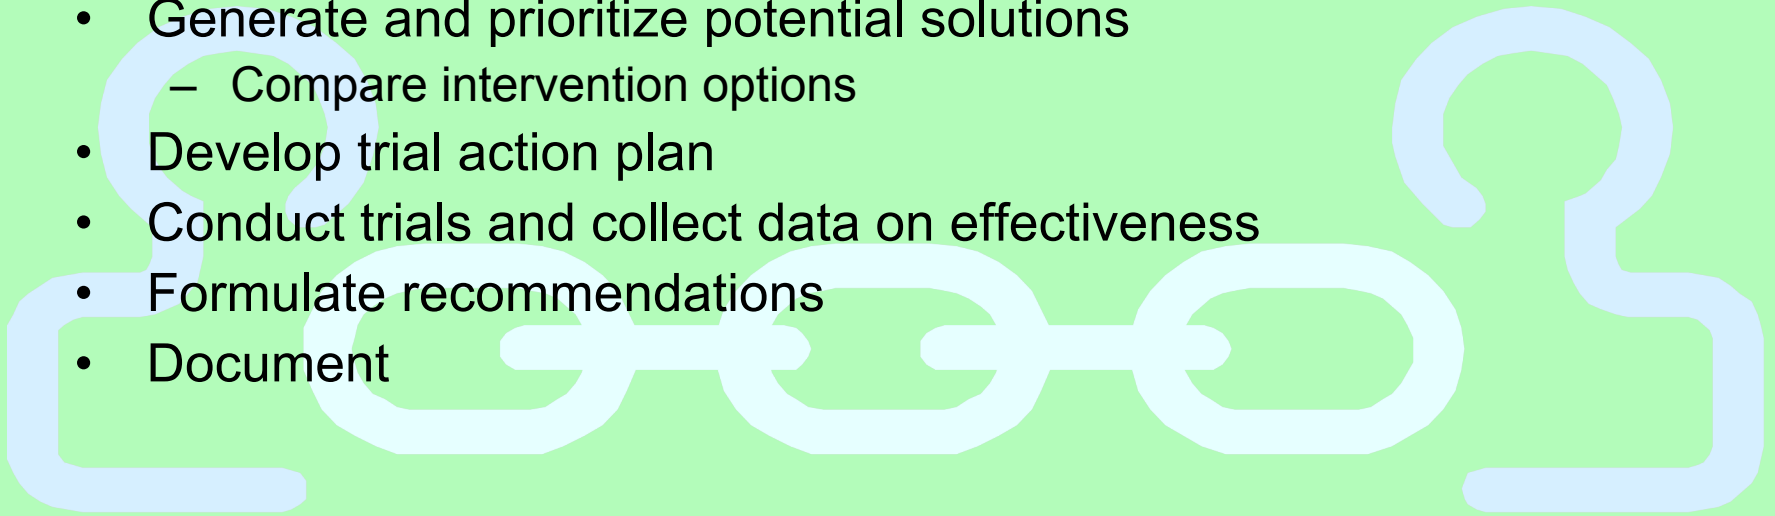 • Generate and prioritize potential solutions
– Compare intervention options
• Develop trial action plan
• Conduct trials and collect data on effectiveness
• Formulate recommendations
• Document